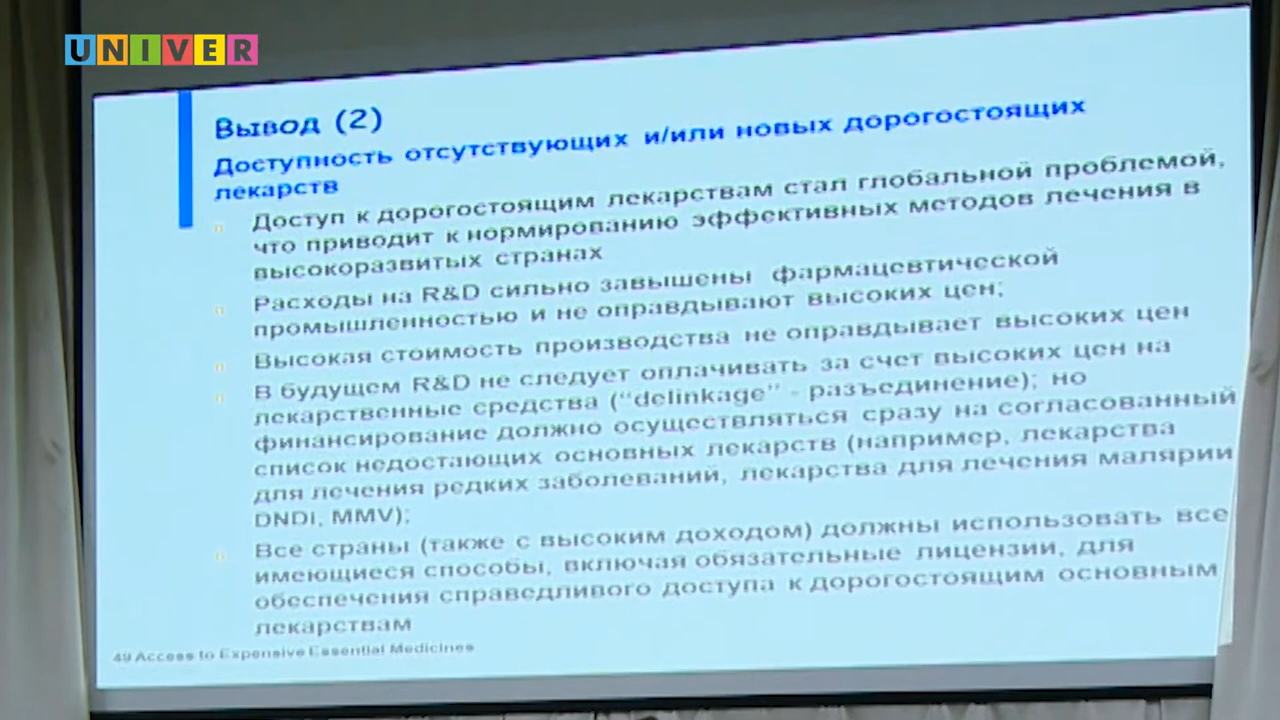 UNIVER
Вывод (2)
Доступность отсутствующих и/или новых дорогостоящих
лекарств
Доступ к дорогостоящим лекарствам стал глобальной проблемой,
что приводит к нормированию эффективных методов лечения в
высокоразвитых странах
Расходы на R&D сильно завышены фармацевтической
промышленностью и не оправдывают высоких цен;
Высокая стоимость производства не оправдывает высоких цен
В будущем R&D не следует оплачивать за счет высоких цен на
лекарственные средства (“delinkage” - разъединение); но
финансирование должно осуществляться сразу на согласованный
список недостающих основных лекарств (например, лекарства
для лечения редких заболеваний, лекарства для лечения малярии
DNDi, MMV);
Все страны (также с высоким доходом) должны использовать все
имеющиеся способы, включая обязательные лицензии, для
обеспечения справедливого доступа к дорогостоящим основным
лекарствам
49 Access to Expensive Essential Medicines